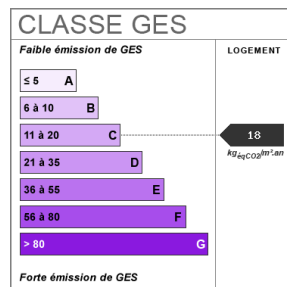 CLASSE GES
Faible émission de GES
LOGEMENT
≤ 5 A
6 à 10 B
11 à 20 C
18
kgéqCO2/m².an
21 à 35 D
36 à 55 E
56 à 80 F
> 80 G
Forte émission de GES